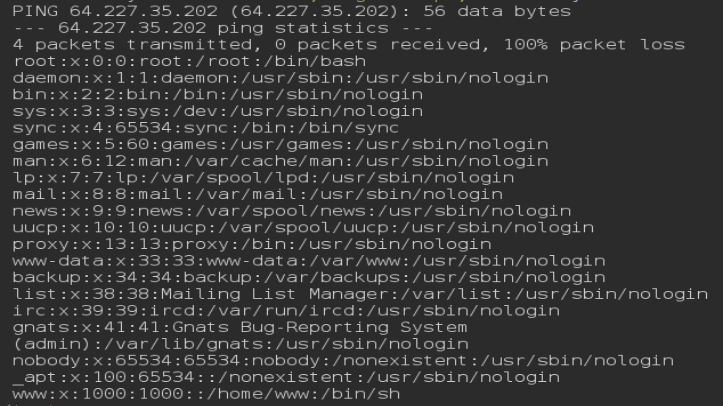 PING 64.227.35.202 (64.227.35.202): 56 data bytes
--- 64.227.35.202 ping statistics ---
4 packets transmitted, 0 packets received, 100% packet loss
root:x:0:0:root:/root:/bin/bash
daemon:x:1:1:daemon:/usr/sbin:/usr/sbin/nologin
bin:x:2:2:bin:/bin:/usr/sbin/nologin
sys:x:3:3:sys:/dev:/usr/sbin/nologin
sync:x:4:65534:sync:/bin:/bin/sync
games:x:5:60:games:/usr/games:/usr/sbin/nologin
man:x:6:12:man:/var/cache/man:/usr/sbin/nologin
lp:x:7:7:lp:/var/spool/lpd:/usr/sbin/nologin
mail:x:8:8:mail:/var/mail:/usr/sbin/nologin
news:x:9:9:news:/var/spool/news:/usr/sbin/nologin
uucp:x:10:10:uucp:/var/spool/uucp:/usr/sbin/nologin
proxy:x:13:13:proxy:/bin:/usr/sbin/nologin
www-data:x:33:33:www-data:/var/www:/usr/sbin/nologin
backup:x:34:34:backup:/var/backups:/usr/sbin/nologin
list:x:38:38:Mailing List Manager:/var/list:/usr/sbin/nologin
irc:x:39:39:ircd:/var/run/ircd:/usr/sbin/nologin
gnats:x:41:41:Gnats Bug-Reporting System
(admin):/var/lib/gnats:/usr/sbin/nologin
nobody:x:65534:65534:nobody:/nonexistent:/usr/sbin/nologin
_apt:x:100:65534::/nonexistent:/usr/sbin/nologin
www:x:1000:1000::/home/www:/bin/sh